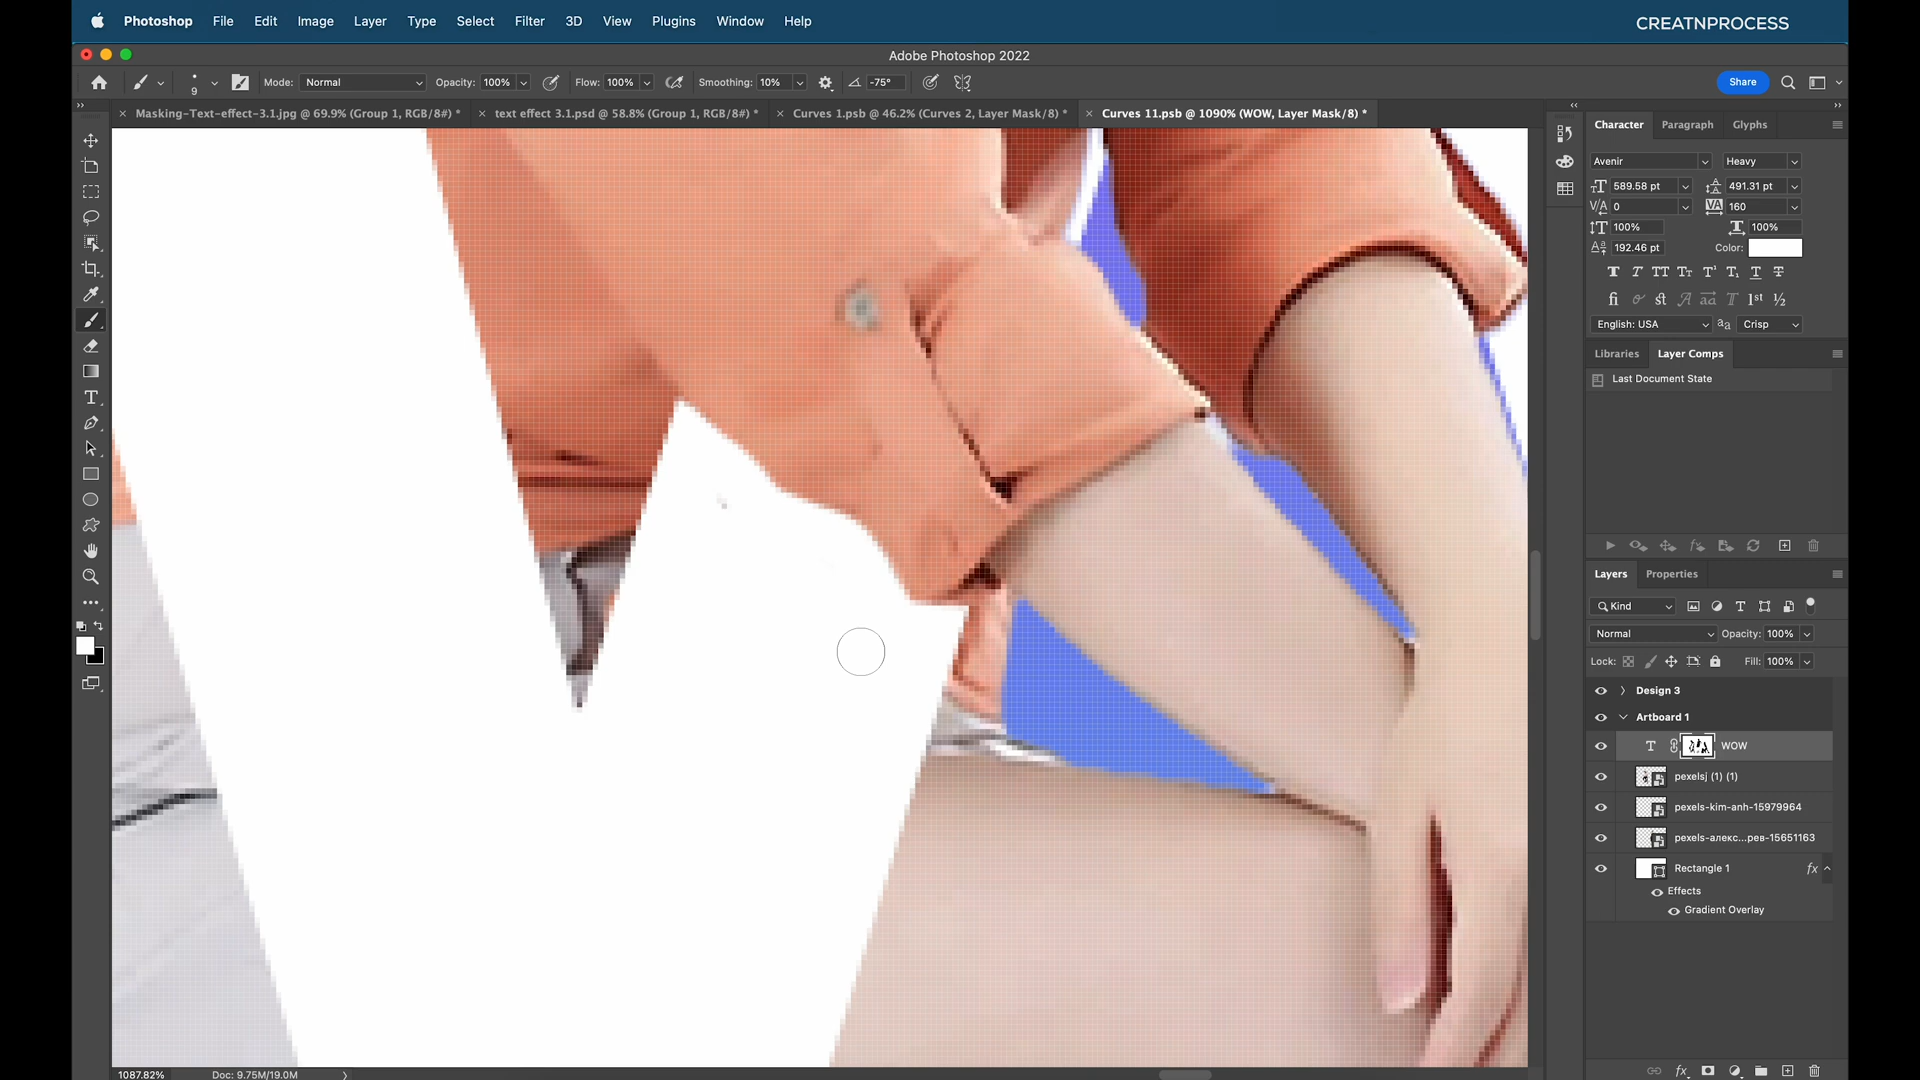 Photoshop File Edit Image Layer Type Select Filter 3D View Plugins Window Help
CREATNPROCESS
Adobe Photoshop 2022
9 Mode: Normal Opacity: 100% Flow: 100% Smoothing: 10% -75° Share
Masking-Text-effect-3.1.jpg @ 69.9% (Group 1, RGB/8#) *
text effect 3.1.psd @ 58.8% (Group 1, RGB/8#) *
Curves 1.psb @ 46.2% (Curves 2, Layer Mask/8) *
Curves 11.psb @ 1090% (WOW, Layer Mask/8) *
Character Paragraph Glyphs
Avenir Heavy
589.58 pt 491.31 pt
0 160
100% 100%
192.46 pt Color:
English: USA Crisp
Libraries Layer Comps
Last Document State
Layers Properties
Kind
Normal Opacity: 100%
Lock: Fill: 100%
Design 3
Artboard 1
WOW
pexelsj (1) (1)
pexels-kim-anh-15979964
pexels-алекс...рев-15651163
Rectangle 1 fx
Effects
Gradient Overlay
1087.82% Doc: 9.75M/19.0M